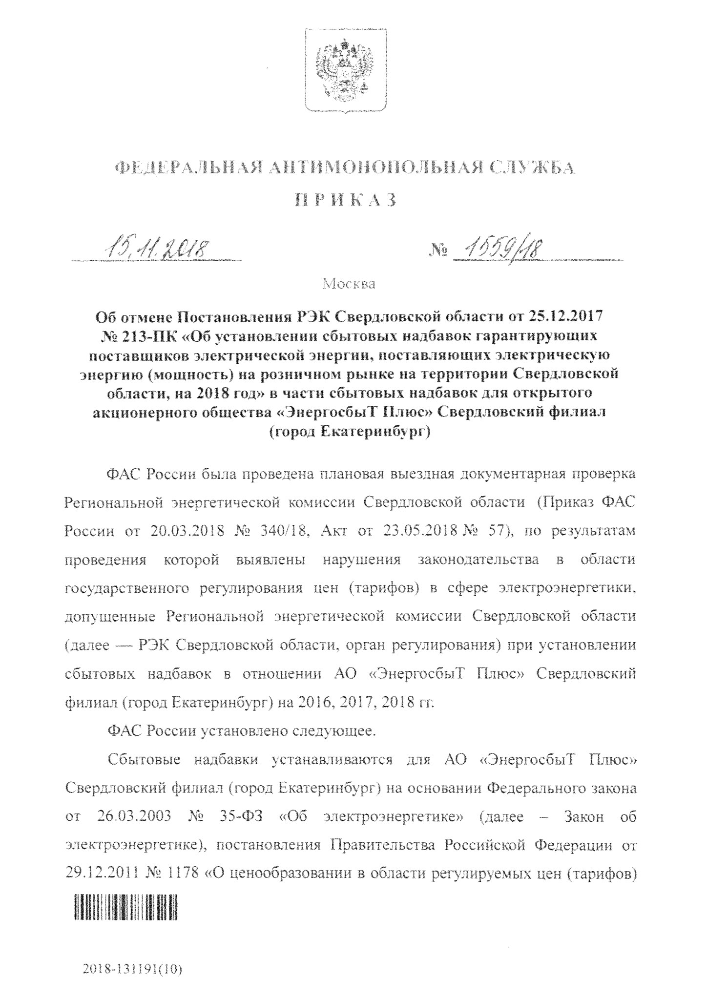 ФЕДЕРАЛЬНАЯ АНТИМОНОПОЛЬНАЯ СЛУЖБА
П Р И К А З
15.11.2018 № 1559/18
Москва
Об отмене Постановления РЭК Свердловской области от 25.12.2017
№ 213-ПК «Об установлении сбытовых надбавок гарантирующих
поставщиков электрической энергии, поставляющих электрическую
энергию (мощность) на розничном рынке на территории Свердловской
области, на 2018 год» в части сбытовых надбавок для открытого
акционерного общества «ЭнергосбыТ Плюс» Свердловский филиал
(город Екатеринбург)
ФАС России была проведена плановая выездная документарная проверка
Региональной энергетической комиссии Свердловской области (Приказ ФАС
России от 20.03.2018 № 340/18, Акт от 23.05.2018 № 57), по результатам
проведения которой выявлены нарушения законодательства в области
государственного регулирования цен (тарифов) в сфере электроэнергетики,
допущенные Региональной энергетической комиссии Свердловской области
(далее — РЭК Свердловской области, орган регулирования) при установлении
сбытовых надбавок в отношении АО «ЭнергосбыТ Плюс» Свердловский
филиал (город Екатеринбург) на 2016, 2017, 2018 гг.
ФАС России установлено следующее.
Сбытовые надбавки устанавливаются для АО «ЭнергосбыТ Плюс»
Свердловский филиал (город Екатеринбург) на основании Федерального закона
от 26.03.2003 № 35-ФЗ «Об электроэнергетике» (далее – Закон об
электроэнергетике), постановления Правительства Российской Федерации от
29.12.2011 № 1178 «О ценообразовании в области регулируемых цен (тарифов)
2018-131191(10)